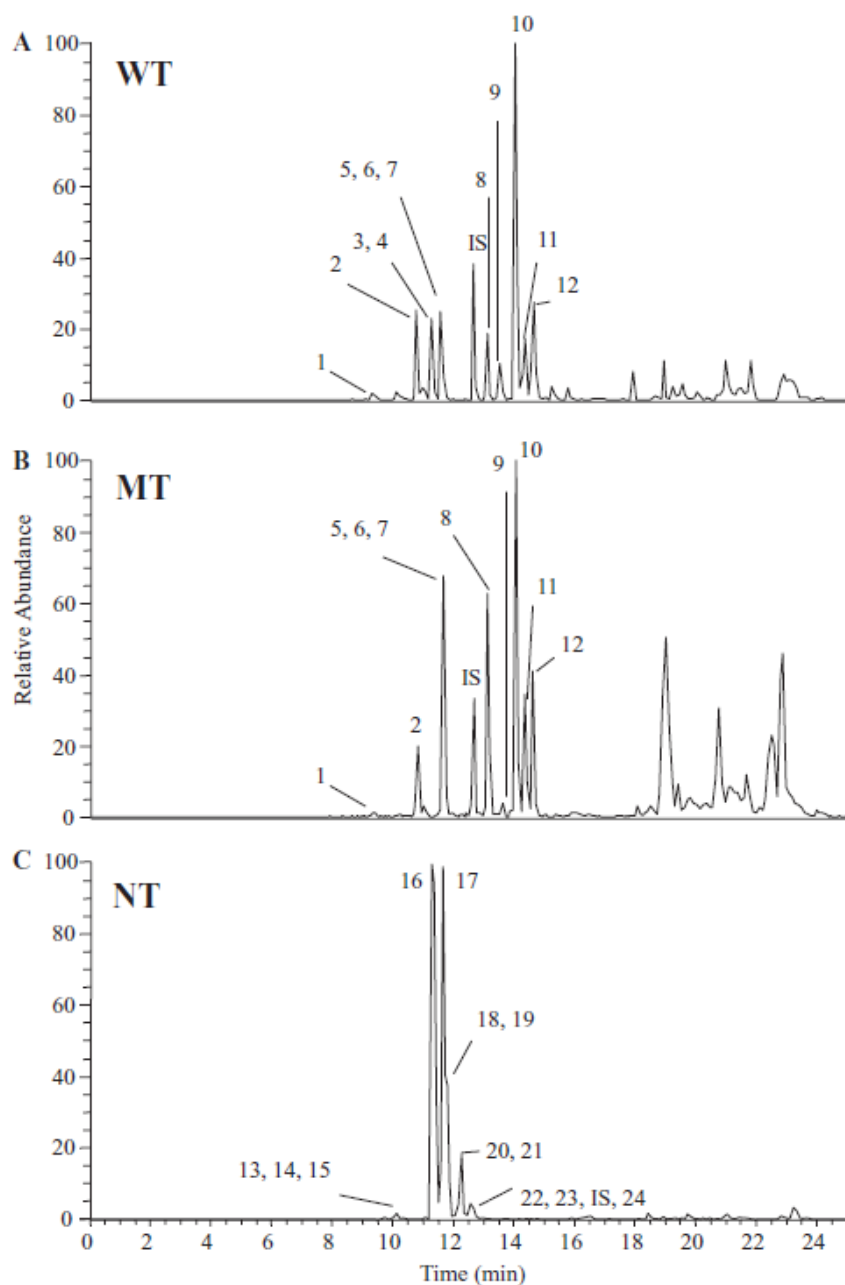 A
WT
100
80
60
40
20
0
1
2
3, 4
5, 6, 7
IS
8
9
10
11
12
B
MT
100
80
60
40
20
0
1
2
5, 6, 7
IS
8
9
10
11
12
Relative Abundance
C
NT
100
80
60
40
20
0
13, 14, 15
16
17
18, 19
20, 21
22, 23, IS, 24
0 2 4 6 8 10 12 14 16 18 20 22 24
Time (min)